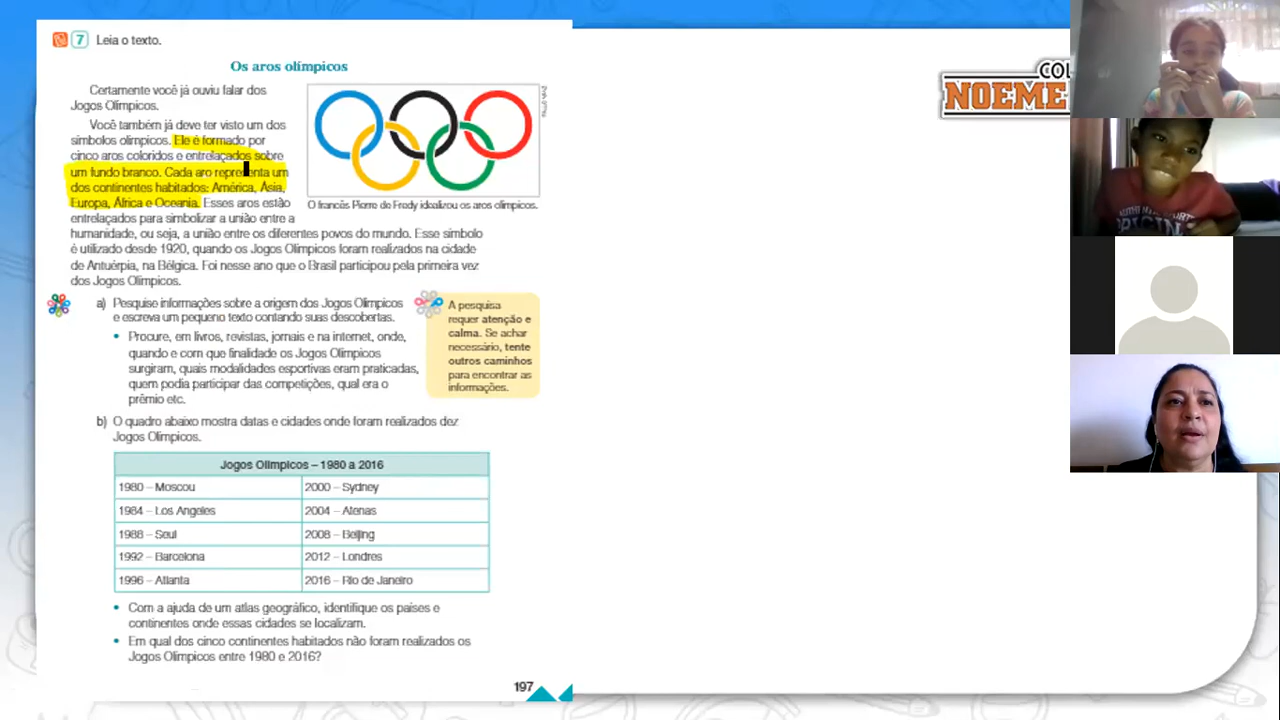 7 Leia o texto.
Os aros olímpicos
Certamente você já ouviu falar dos
Jogos Olímpicos.
Você também já deve ter visto um dos
símbolos olímpicos. Ele é formado por
cinco aros coloridos e entrelaçados sobre
um fundo branco. Cada aro representa um
dos continentes habitados: América, Ásia,
Europa, África e Oceania. Esses aros estão
entrelaçados para simbolizar a união entre a
humanidade, ou seja, a união entre os diferentes povos do mundo. Esse símbolo
é utilizado desde 1920, quando os Jogos Olímpicos foram realizados na cidade
de Antuérpia, na Bélgica. Foi nesse ano que o Brasil participou pela primeira vez
dos Jogos Olímpicos.
O francês Pierre de Fredy idealizou os aros olímpicos.
a) Pesquise informações sobre a origem dos Jogos Olímpicos
e escreva um pequeno texto contando suas descobertas.
• Procure, em livros, revistas, jornais e na internet, onde,
quando e com que finalidade os Jogos Olímpicos
surgiram, quais modalidades esportivas eram praticadas,
quem podia participar das competições, qual era o
prêmio etc.
A pesquisa
requer atenção e
calma. Se achar
necessário, tente
outros caminhos
para encontrar as
informações.
b) O quadro abaixo mostra datas e cidades onde foram realizados dez
Jogos Olímpicos.
Jogos Olímpicos – 1980 a 2016
1980 – Moscou
2000 – Sydney
1984 – Los Angeles
2004 – Atenas
1988 – Seul
2008 – Beijing
1992 – Barcelona
2012 – Londres
1996 – Atlanta
2016 – Rio de Janeiro
• Com a ajuda de um atlas geográfico, identifique os países e
continentes onde essas cidades se localizam.
• Em qual dos cinco continentes habitados não foram realizados os
Jogos Olímpicos entre 1980 e 2016?
197
COL
NOEME